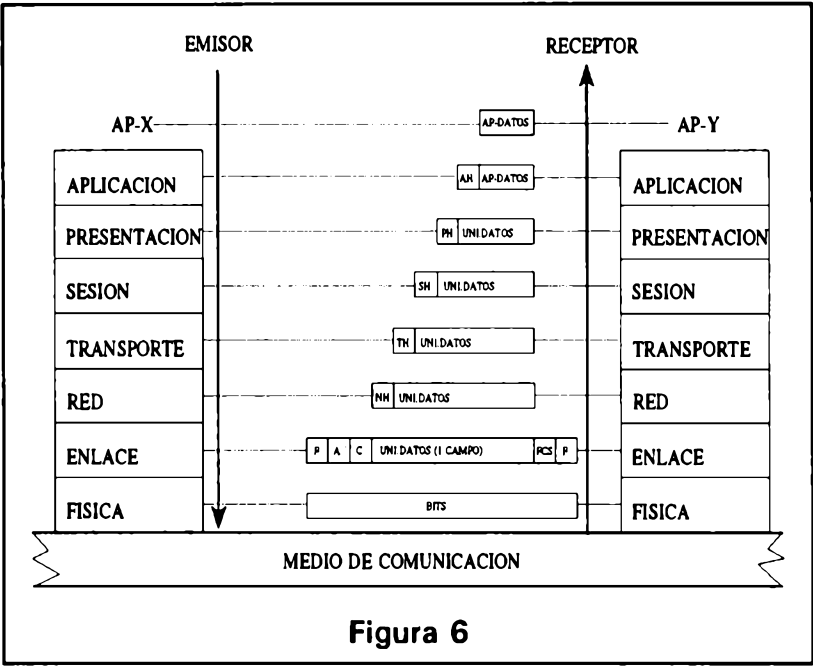 EMISOR
RECEPTOR
AP-X
AP-DATOS
AP-Y
APLICACION
AH AP-DATOS
APLICACION
PRESENTACION
PH UNI.DATOS
PRESENTACION
SESION
SH UNI.DATOS
SESION
TRANSPORTE
TH UNI.DATOS
TRANSPORTE
RED
NH UNI.DATOS
RED
ENLACE
F A C UNI.DATOS (I CAMPO) FCS F
ENLACE
FISICA
BITS
FISICA
MEDIO DE COMUNICACION
Figura 6